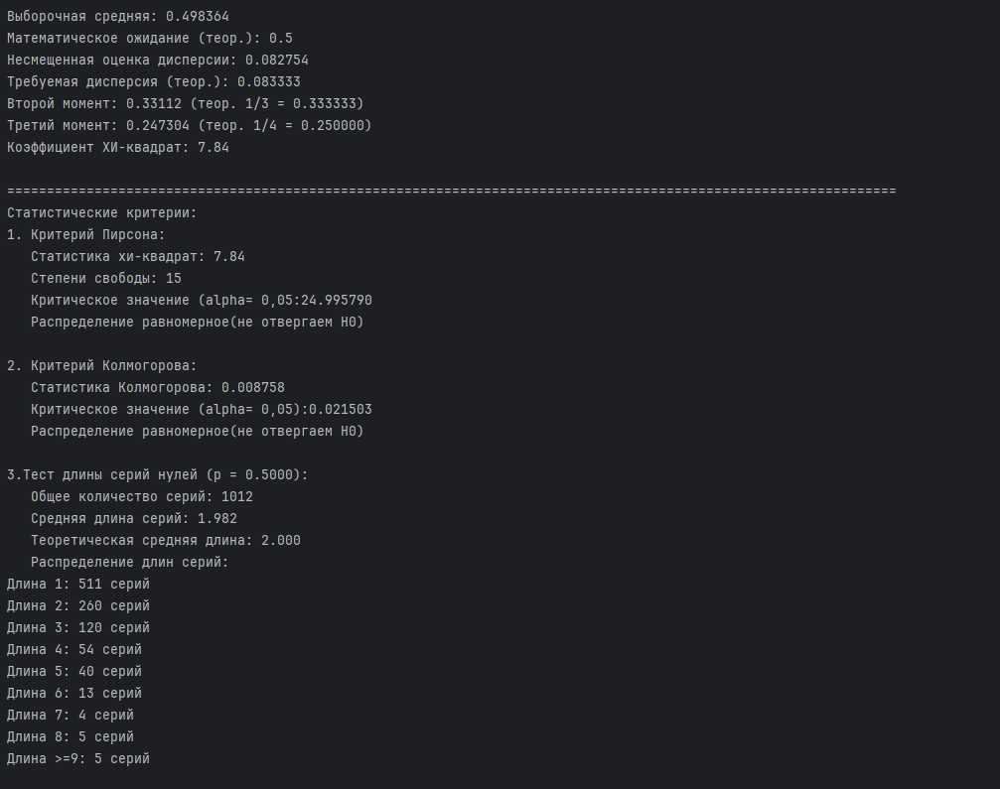 Выборочная средняя: 0.498364
Математическое ожидание (теор.): 0.5
Несмещенная оценка дисперсии: 0.082754
Требуемая дисперсия (теор.): 0.083333
Второй момент: 0.33112 (теор. 1/3 = 0.333333)
Третий момент: 0.247304 (теор. 1/4 = 0.250000)
Коэффициент ХИ-квадрат: 7.84
================================================================================================================
Статистические критерии:
1. Критерий Пирсона:
   Статистика хи-квадрат: 7.84
   Степени свободы: 15
   Критическое значение (alpha= 0,05:24.995790
   Распределение равномерное(не отвергаем H0)
2. Критерий Колмогорова:
   Статистика Колмогорова: 0.008758
   Критическое значение (alpha= 0,05):0.021503
   Распределение равномерное(не отвергаем H0)
3.Тест длины серий нулей (p = 0.5000):
   Общее количество серий: 1012
   Средняя длина серий: 1.982
   Теоретическая средняя длина: 2.000
   Распределение длин серий:
Длина 1: 511 серий
Длина 2: 260 серий
Длина 3: 120 серий
Длина 4: 54 серий
Длина 5: 40 серий
Длина 6: 13 серий
Длина 7: 4 серий
Длина 8: 5 серий
Длина >=9: 5 серий